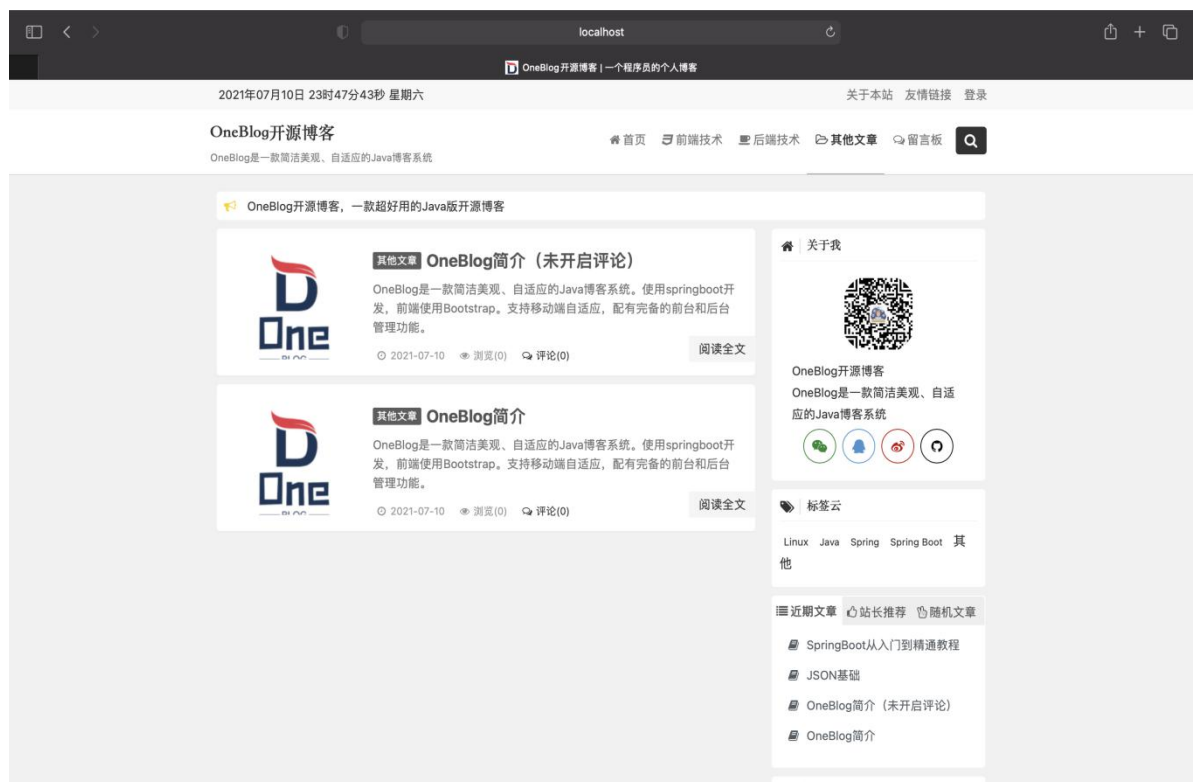 localhost
OneBlog开源博客 | 一个程序员的个人博客
2021年07月10日 23时47分43秒 星期六
关于本站 友情链接 登录
OneBlog开源博客
OneBlog是一款简洁美观、自适应的Java博客系统
首页 前端技术 后端技术 其他文章 留言板
OneBlog开源博客，一款超好用的Java版开源博客
D
One
BLOG
其他文章 OneBlog简介（未开启评论）
OneBlog是一款简洁美观、自适应的Java博客系统。使用springboot开
发，前端使用Bootstrap。支持移动端自适应，配有完备的前台和后台
管理功能。
2021-07-10 浏览(0) 评论(0)
阅读全文
D
One
BLOG
其他文章 OneBlog简介
OneBlog是一款简洁美观、自适应的Java博客系统。使用springboot开
发，前端使用Bootstrap。支持移动端自适应，配有完备的前台和后台
管理功能。
2021-07-10 浏览(0) 评论(0)
阅读全文
关于我
OneBlog开源博客
OneBlog是一款简洁美观、自适
应的Java博客系统
标签云
Linux Java Spring Spring Boot 其
他
近期文章 站长推荐 随机文章
SpringBoot从入门到精通教程
JSON基础
OneBlog简介（未开启评论）
OneBlog简介